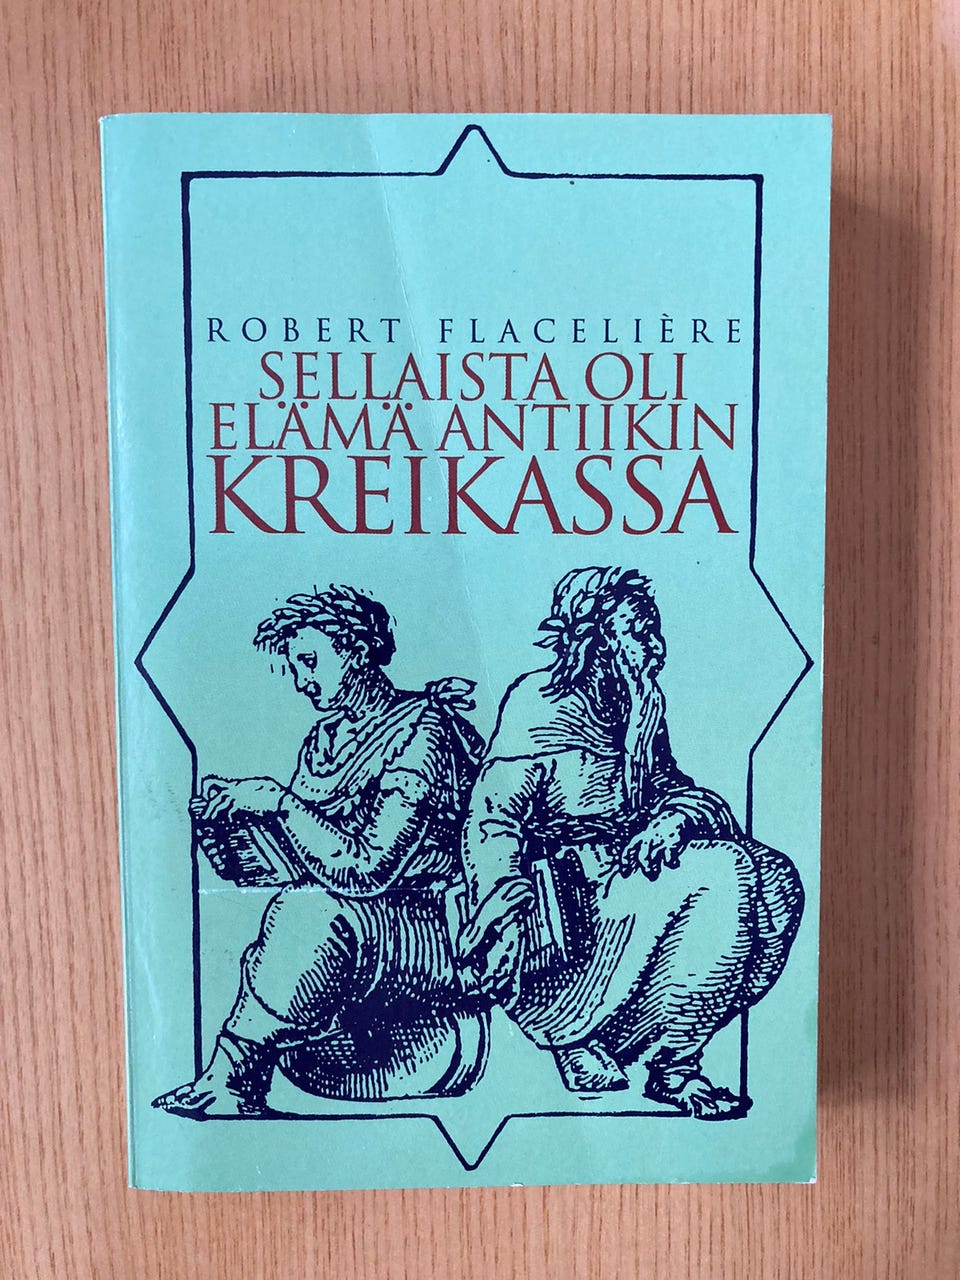 ROBERT FLACELIÈRE
SELLAISTA OLI
ELÄMÄ ANTIIKIN
KREIKASSA